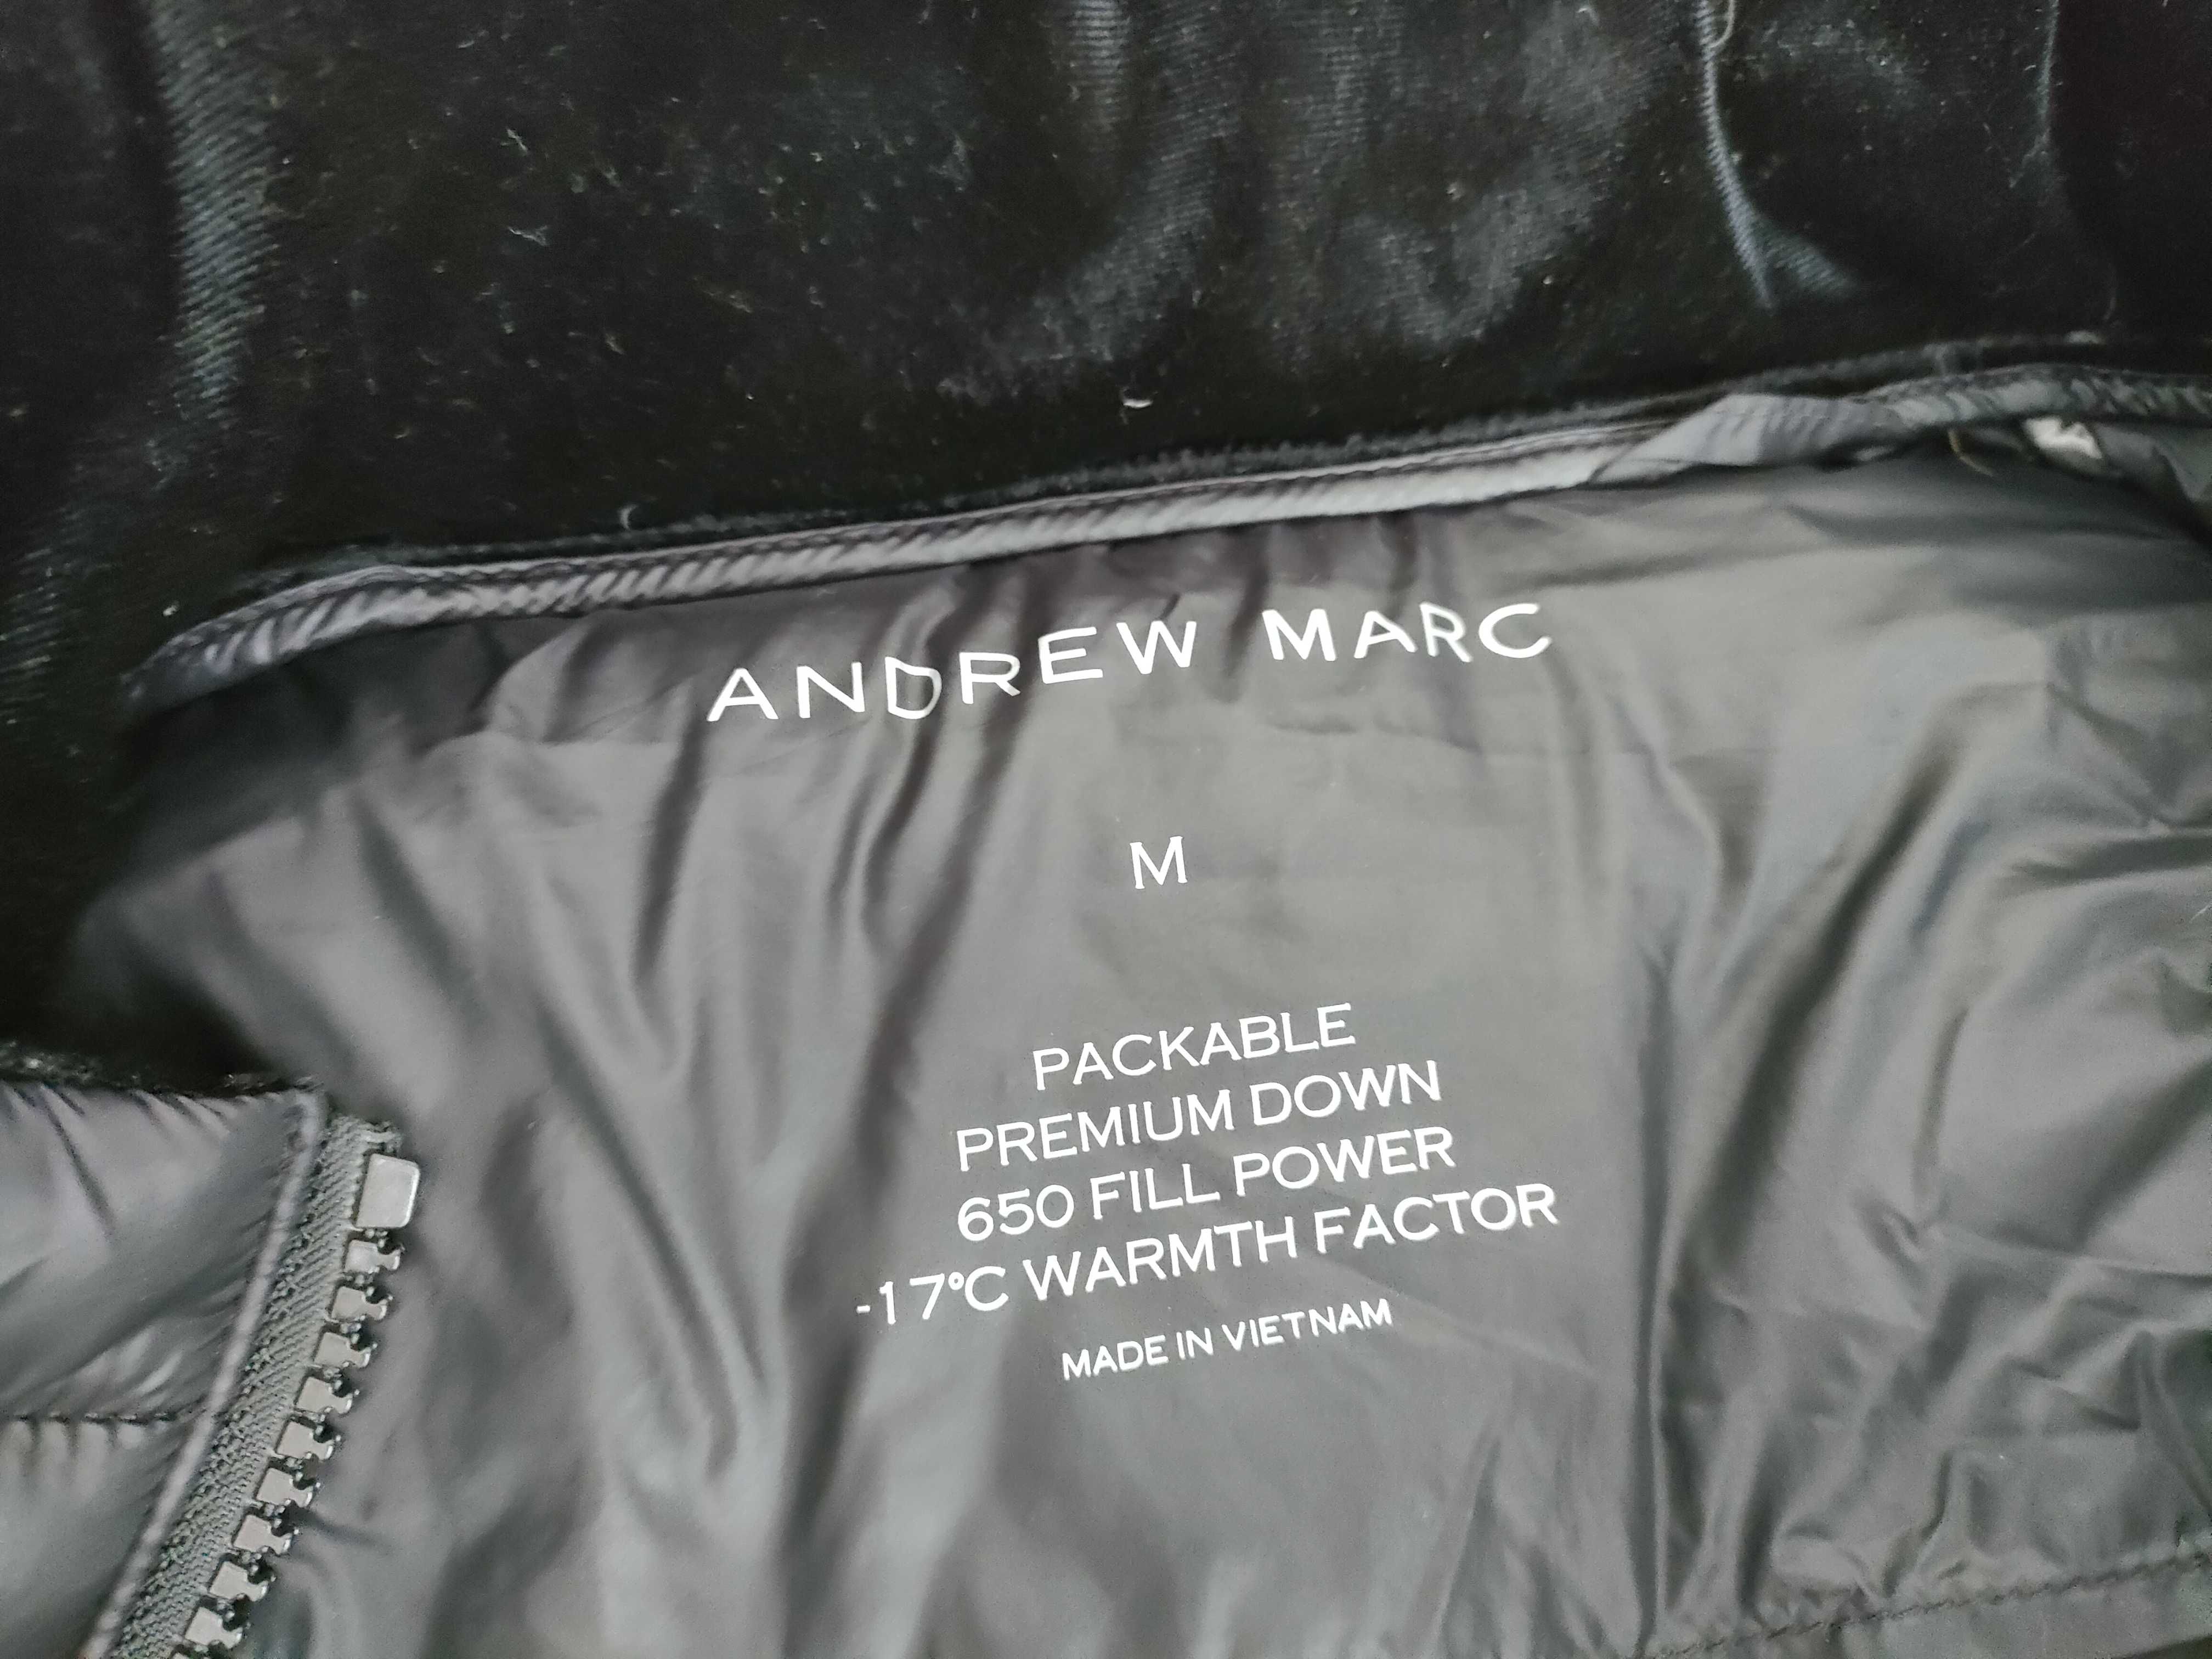 ANDREW MARC
M
PACKABLE
PREMIUM DOWN
650 FILL POWER
-17°C WARMTH FACTOR
MADE IN VIETNAM